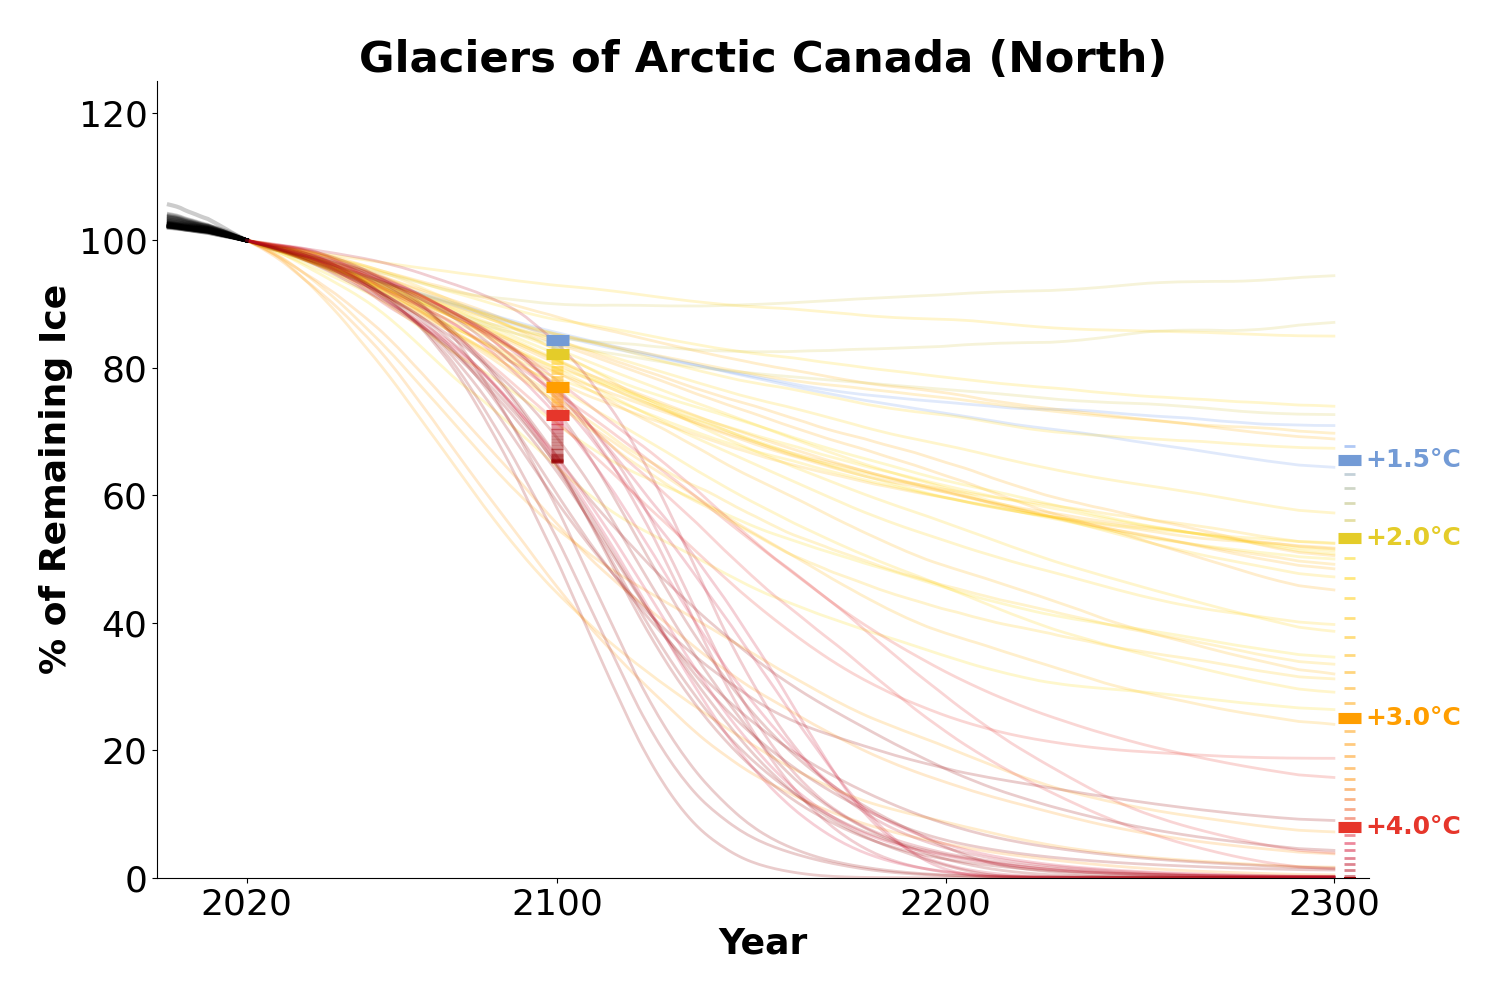 Glaciers of Arctic Canada (North)
% of Remaining Ice
120
100
80
60
40
20
0
+1.5°C
+2.0°C
+3.0°C
+4.0°C
2020
2100
2200
2300
Year